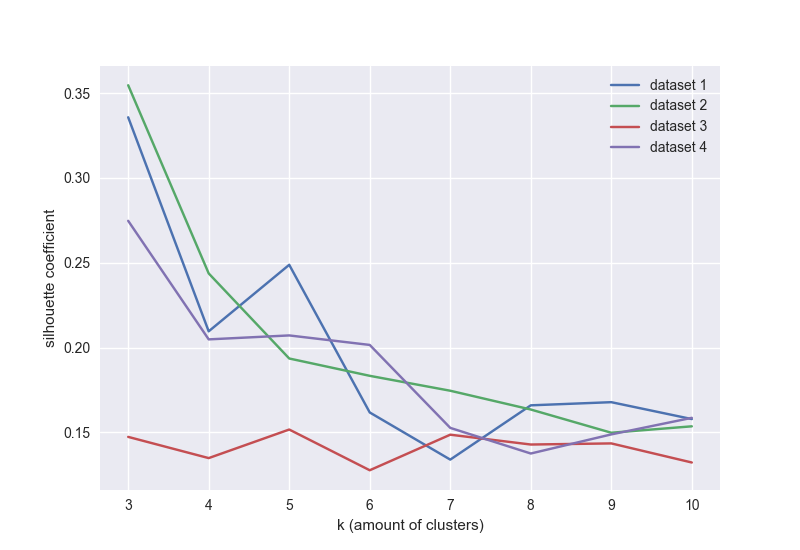 dataset 1
dataset 2
dataset 3
dataset 4
0.35
0.30
0.25
0.20
0.15
silhouette coefficient
3 4 5 6 7 8 9 10
k (amount of clusters)